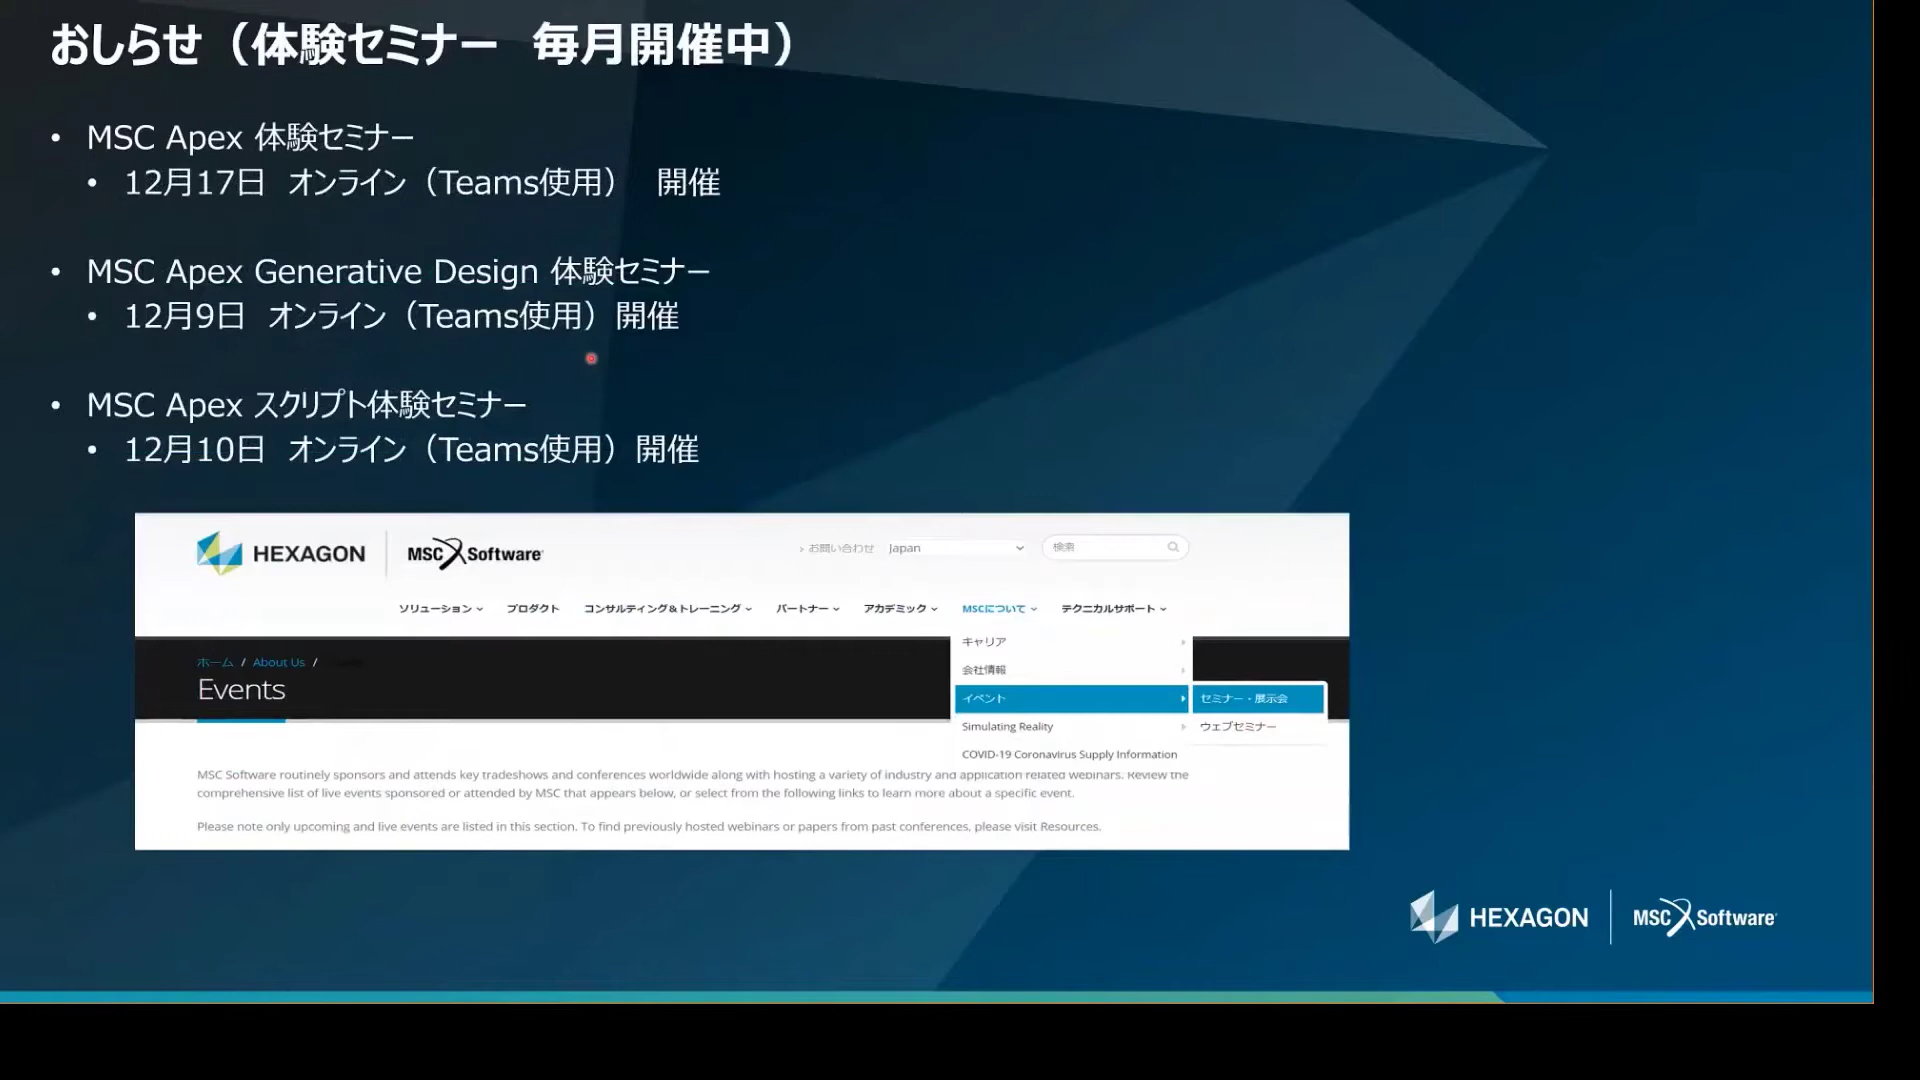 おしらせ（体験セミナー　毎月開催中）
• MSC Apex 体験セミナー
• 12月17日　オンライン（Teams使用）　開催
• MSC Apex Generative Design 体験セミナー
• 12月9日　オンライン（Teams使用）開催
• MSC Apex スクリプト体験セミナー
• 12月10日　オンライン（Teams使用）開催
HEXAGON MSC Software
お問い合わせ Japan 検索
ソリューション プロダクト コンサルティング&トレーニング パートナー アカデミック MSCについて テクニカルサポート
キャリア
会社情報
イベント セミナー・展示会
Simulating Reality ウェブセミナー
COVID-19 Coronavirus Supply Information
ホーム / About Us /
Events
MSC Software routinely sponsors and attends key tradeshows and conferences worldwide along with hosting a variety of industry and application related webinars. Review the
comprehensive list of live events sponsored or attended by MSC that appears below, or select from the following links to learn more about a specific event.
Please note only upcoming and live events are listed in this section. To find previously hosted webinars or papers from past conferences, please visit Resources.
HEXAGON MSC Software